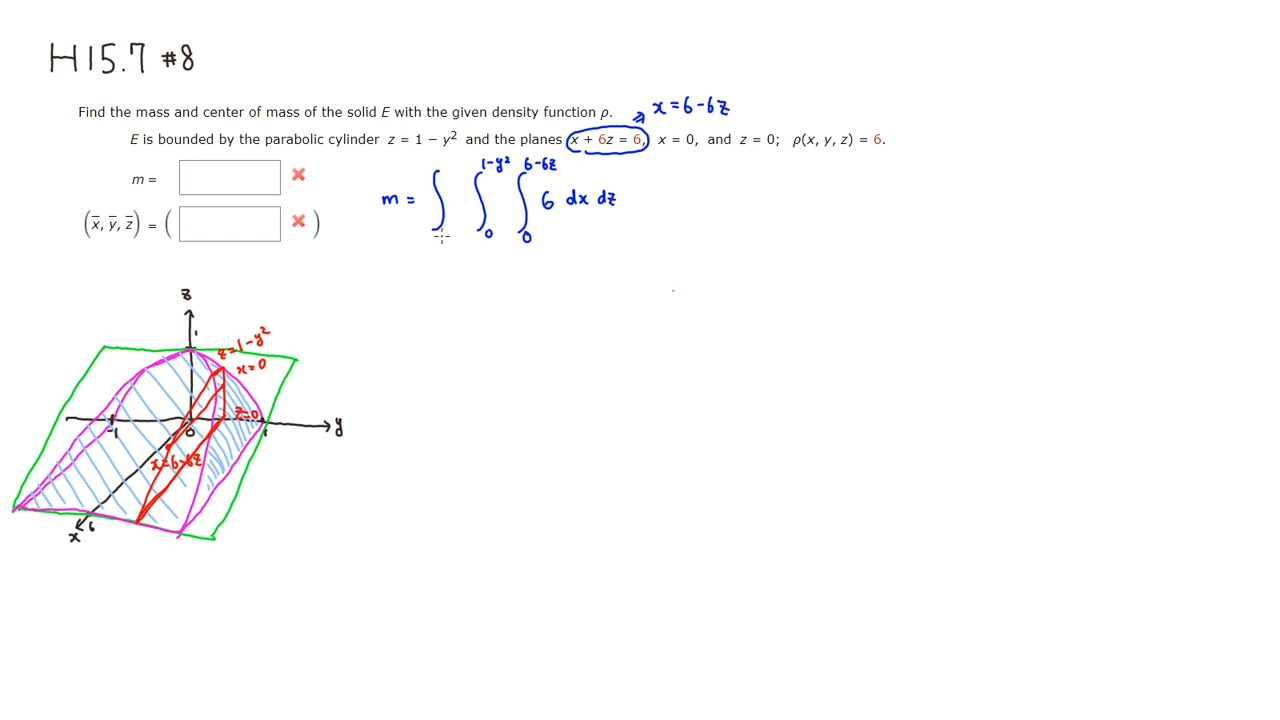 H15.7 #8
Find the mass and center of mass of the solid E with the given density function ρ.
⇒ x = 6 - 6z
E is bounded by the parabolic cylinder z = 1 − y² and the planes x + 6z = 6, x = 0, and z = 0; ρ(x, y, z) = 6.
m =
(x̄, ȳ, z̄) = ( )
m = ∫ ∫₀^{1-y²} ∫₀^{6-6z} 6 dx dz
z
1
z=1-y²
x=0
z=0
-1
0
1
y
x=6-6z
6
x